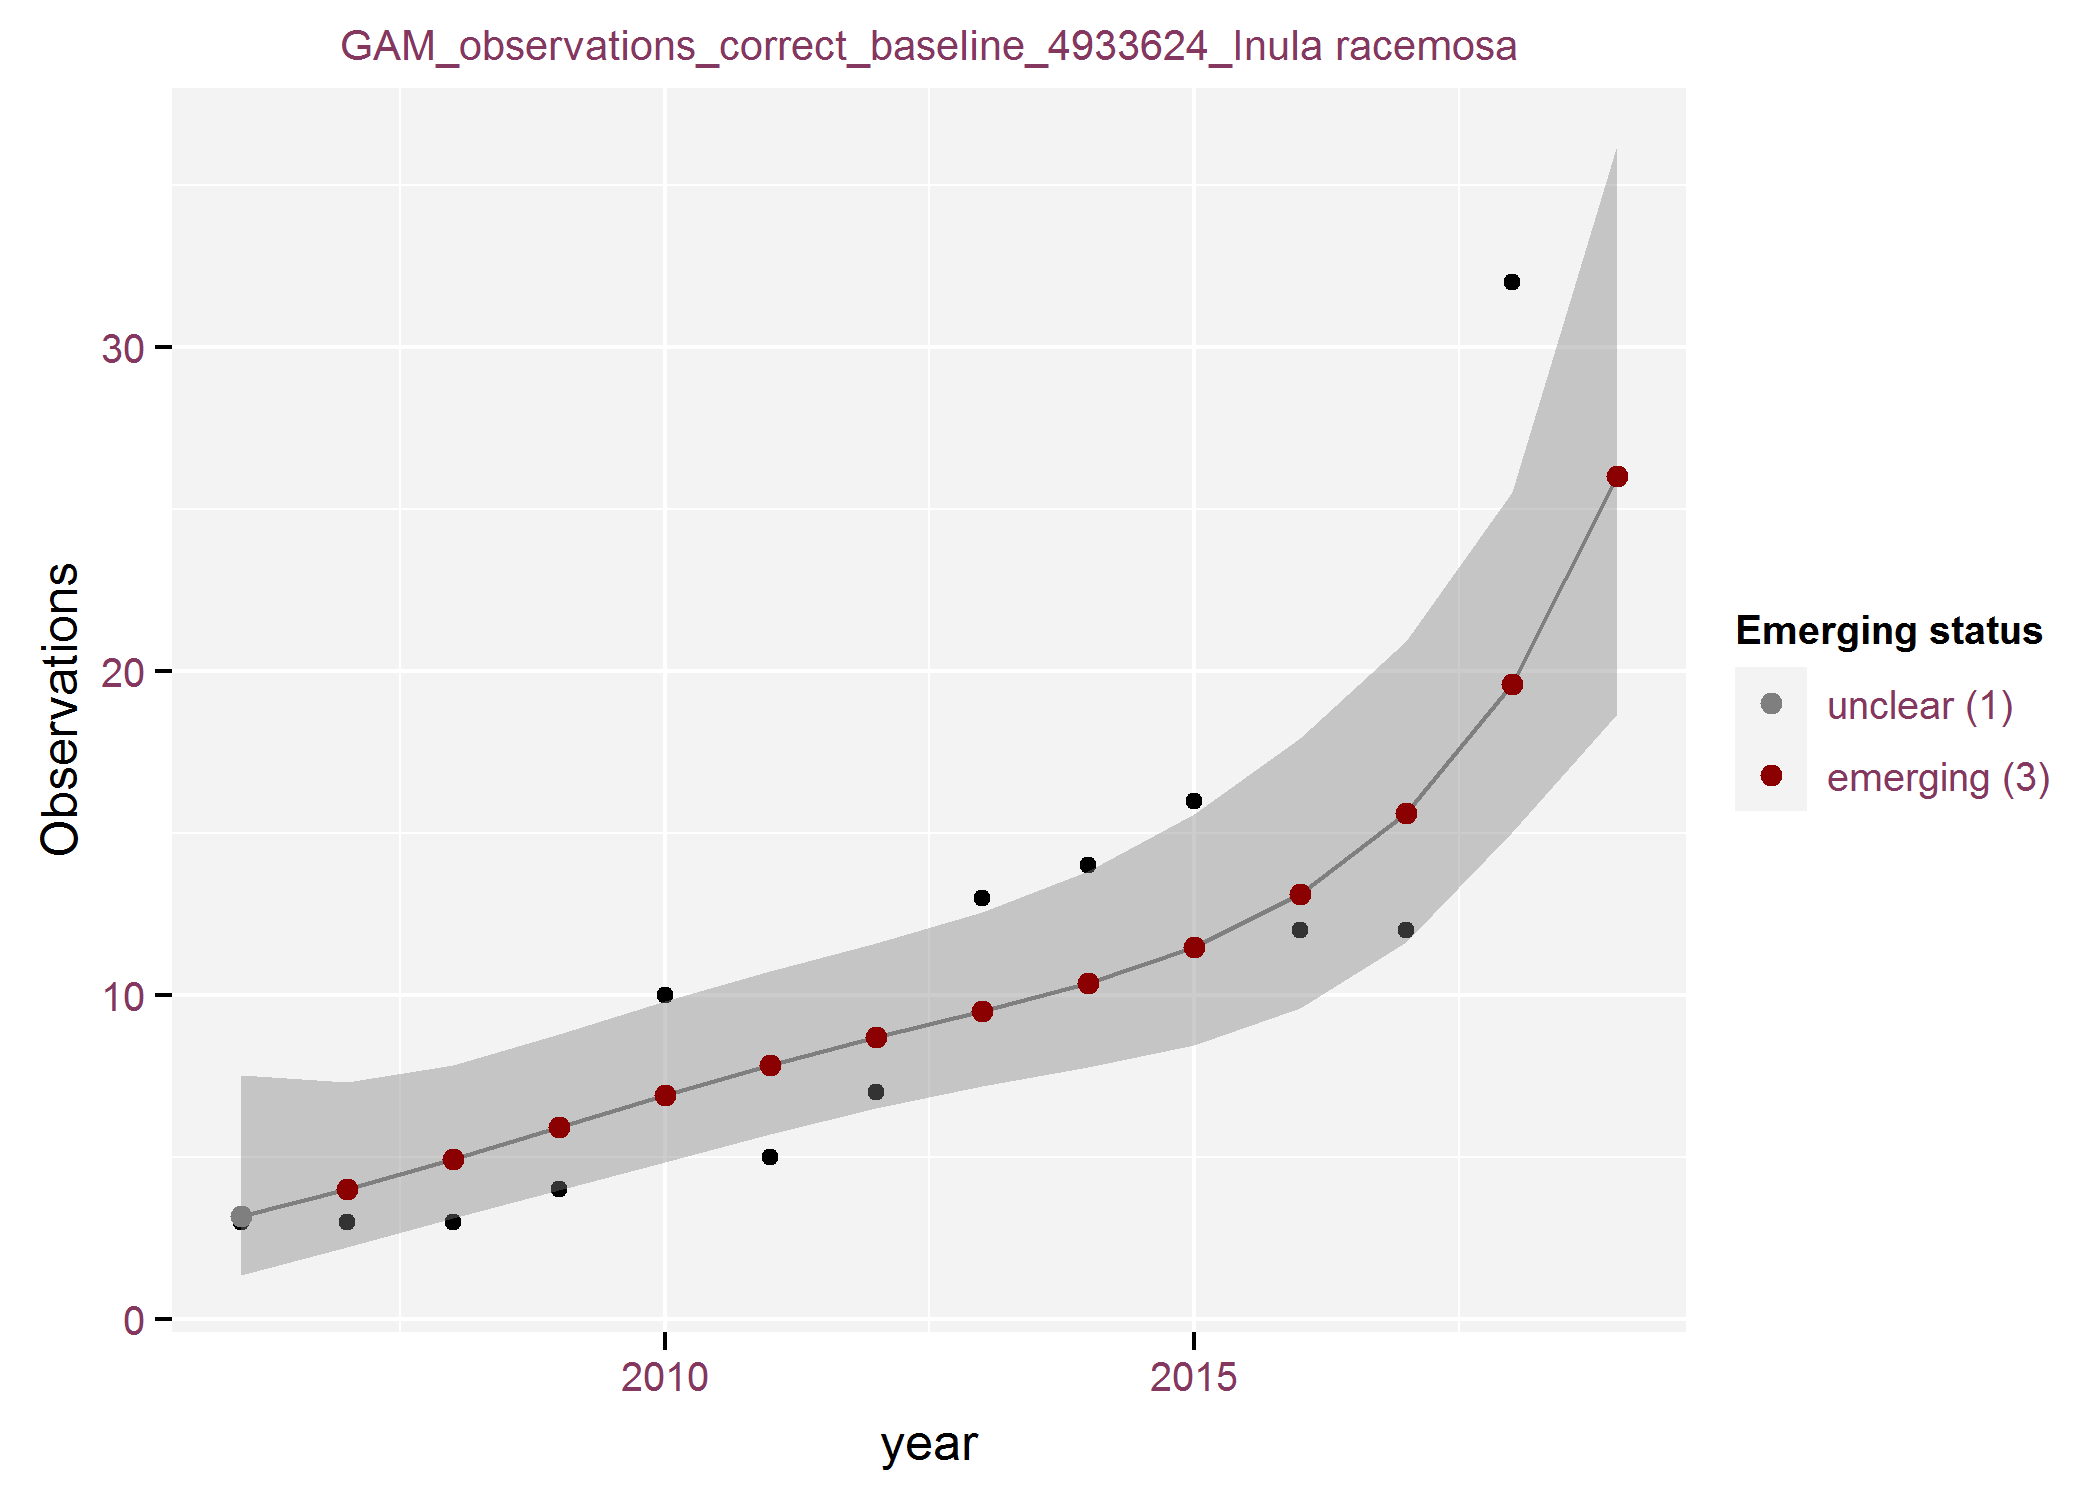 GAM_observations_correct_baseline_4933624_Inula racemosa
Observations
30
20
10
0
2010
2015
year
Emerging status
unclear (1)
emerging (3)